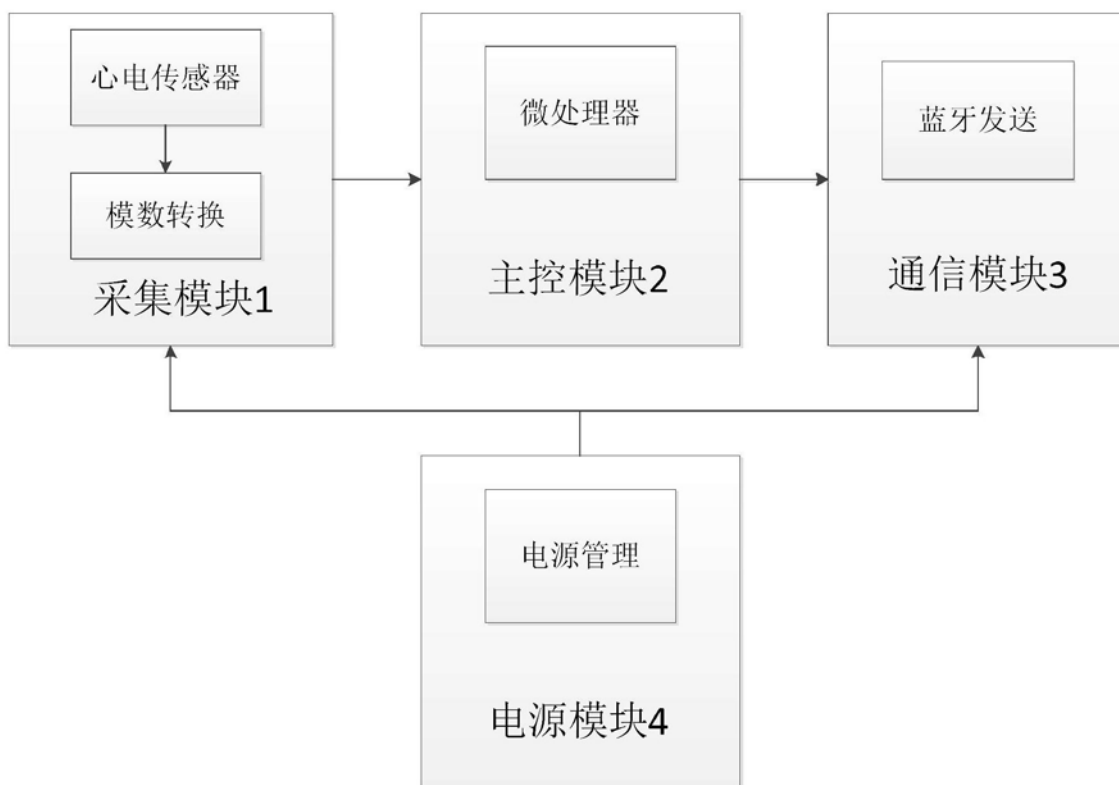 心电传感器
模数转换
采集模块1
微处理器
主控模块2
蓝牙发送
通信模块3
电源管理
电源模块4